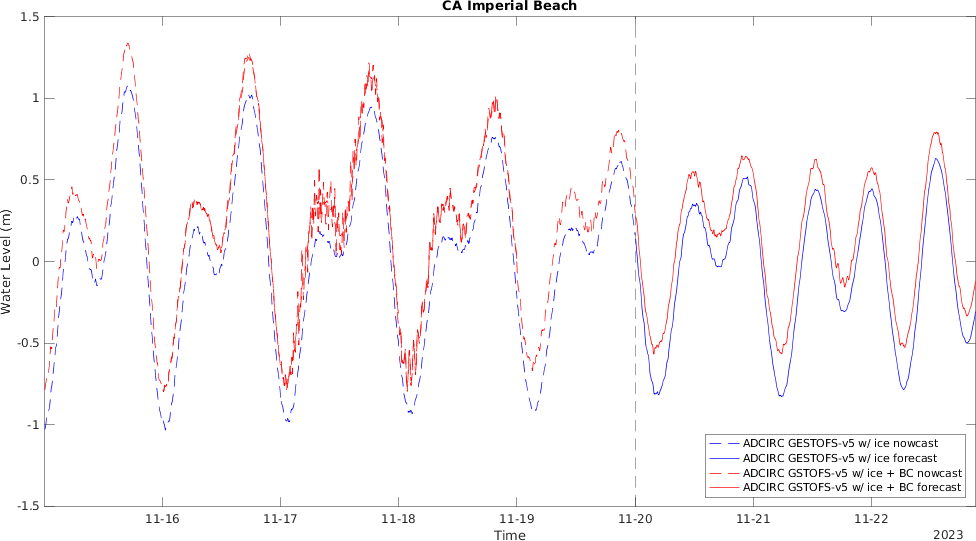 CA Imperial Beach
1.5
1
0.5
0
-0.5
-1
-1.5
Water Level (m)
11-16
11-17
11-18
11-19
11-20
11-21
11-22
Time
2023
ADCIRC GESTOFS-v5 w/ ice nowcast
ADCIRC GESTOFS-v5 w/ ice forecast
ADCIRC GSTOFS-v5 w/ ice + BC nowcast
ADCIRC GSTOFS-v5 w/ ice + BC forecast